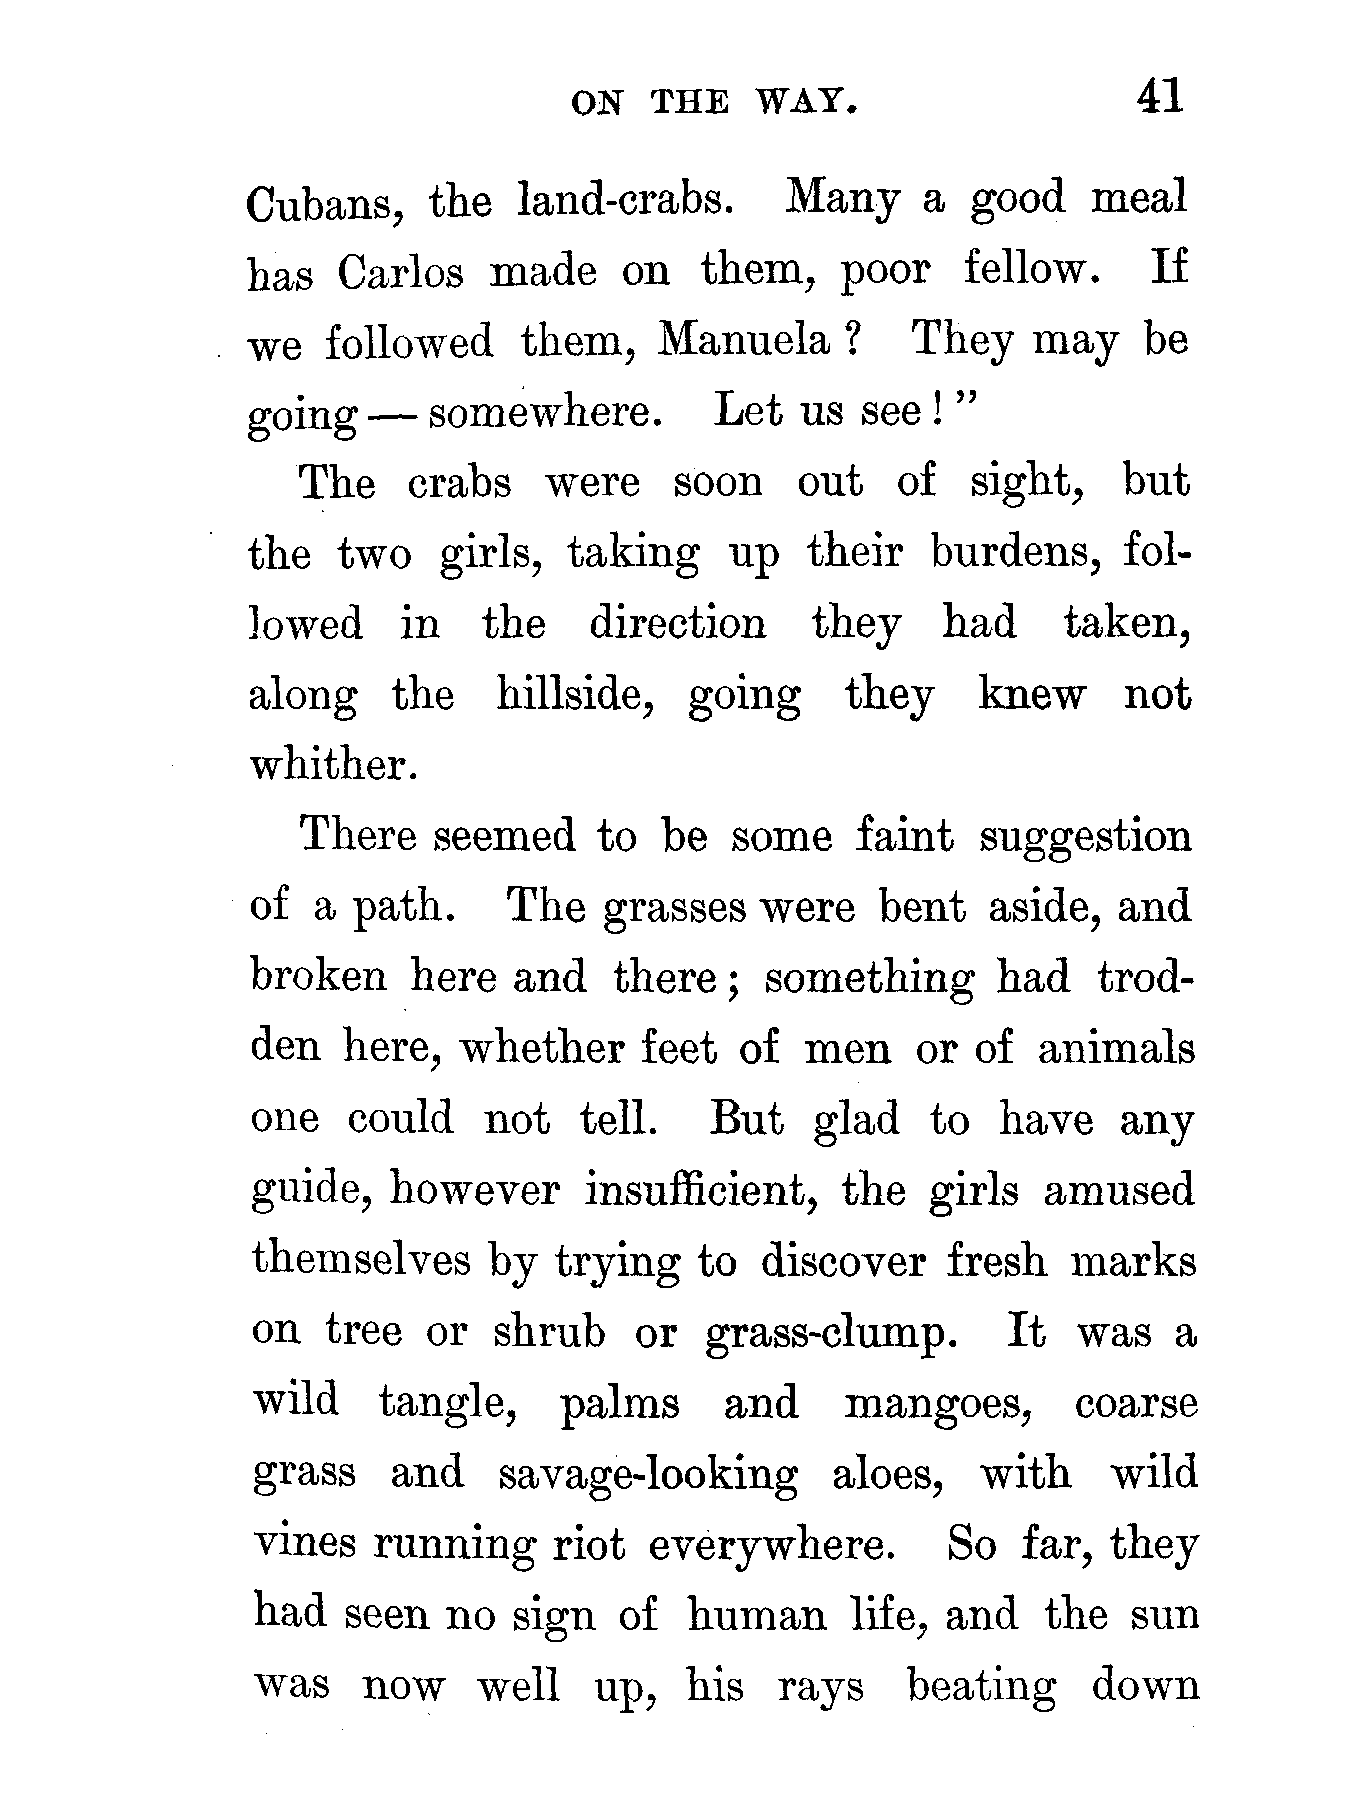 ON THE WAY. 41
Cubans, the land-crabs. Many a good meal
has Carlos made on them, poor fellow. If
we followed them, Manuela ? They may be
going — somewhere. Let us see ! ”
The crabs were soon out of sight, but
the two girls, taking up their burdens, fol-
lowed in the direction they had taken,
along the hillside, going they knew not
whither.
There seemed to be some faint suggestion
of a path. The grasses were bent aside, and
broken here and there ; something had trod-
den here, whether feet of men or of animals
one could not tell. But glad to have any
guide, however insufficient, the girls amused
themselves by trying to discover fresh marks
on tree or shrub or grass-clump. It was a
wild tangle, palms and mangoes, coarse
grass and savage-looking aloes, with wild
vines running riot everywhere. So far, they
had seen no sign of human life, and the sun
was now well up, his rays beating down